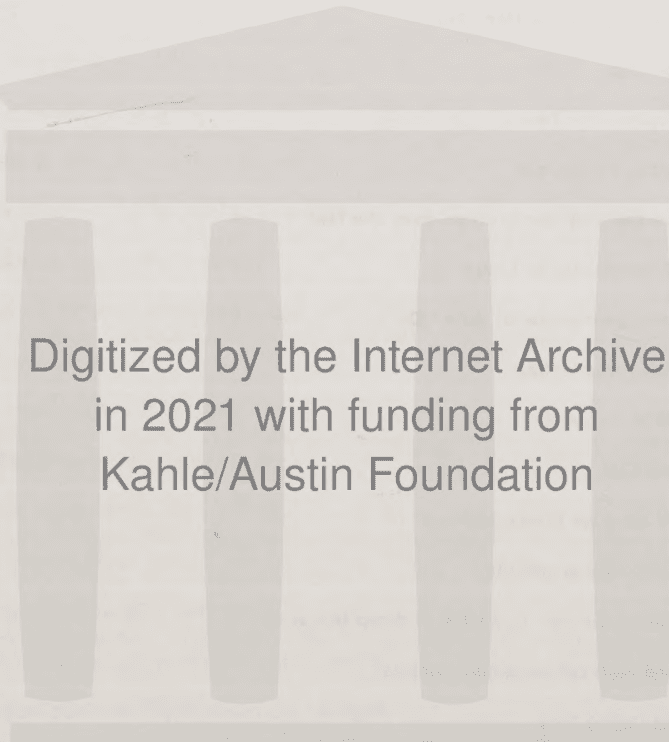 Digitized by the Internet Archive
in 2021 with funding from
Kahle/Austin Foundation